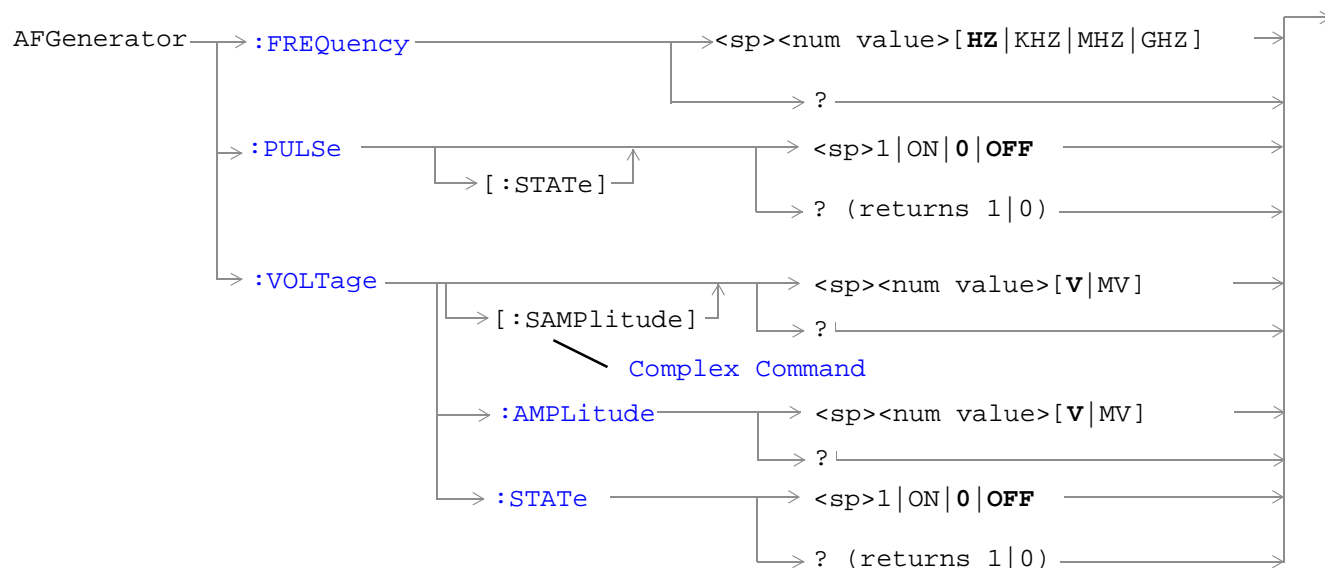 AFGenerator :FREQuency <sp><num value>[HZ|KHZ|MHZ|GHZ]
?
:PULSe <sp>1|ON|0|OFF
[:STATe]
? (returns 1|0)
:VOLTage <sp><num value>[V|MV]
[:SAMPlitude]
?
Complex Command
:AMPLitude <sp><num value>[V|MV]
?
:STATe <sp>1|ON|0|OFF
? (returns 1|0)